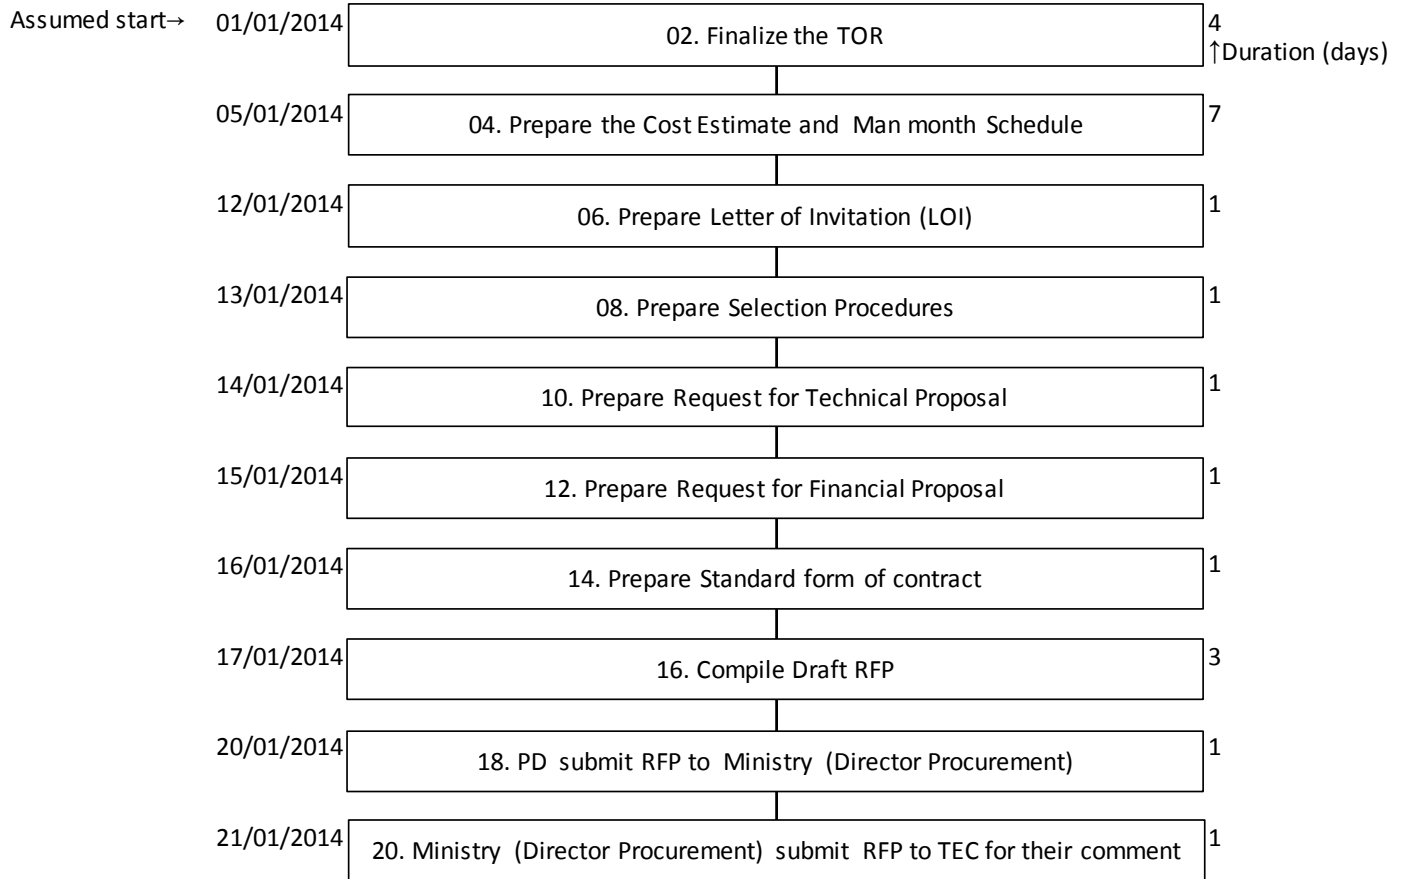 Assumed start→ 01/01/2014 02. Finalize the TOR 4
↑Duration (days)
05/01/2014 04. Prepare the Cost Estimate and Man month Schedule 7
12/01/2014 06. Prepare Letter of Invitation (LOI) 1
13/01/2014 08. Prepare Selection Procedures 1
14/01/2014 10. Prepare Request for Technical Proposal 1
15/01/2014 12. Prepare Request for Financial Proposal 1
16/01/2014 14. Prepare Standard form of contract 1
17/01/2014 16. Compile Draft RFP 3
20/01/2014 18. PD submit RFP to Ministry (Director Procurement) 1
21/01/2014 20. Ministry (Director Procurement) submit RFP to TEC for their comment 1